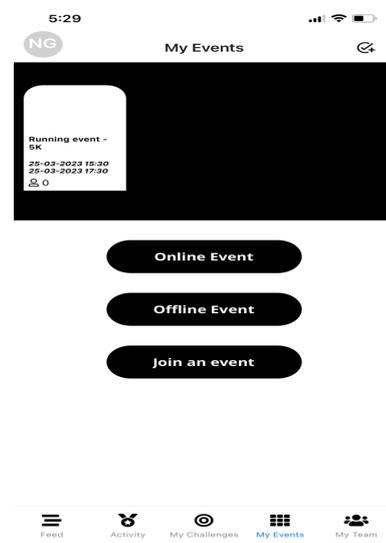 5:29
NG
My Events
Running event -
5K
25-03-2023 15:30
25-03-2023 17:30
0
Online Event
Offline Event
Join an event
Feed
Activity
My Challenges
My Events
My Team